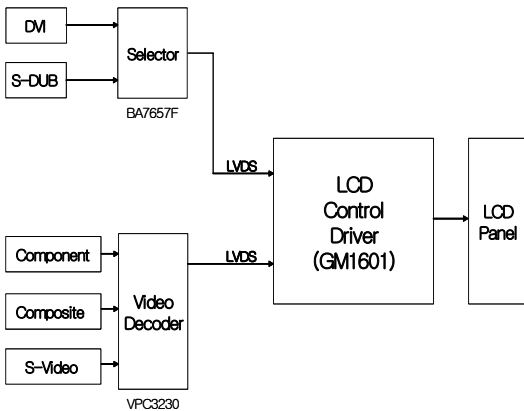 DVI
S-DUB
Selector
BA7657F
LVDS
LCD
Control
Driver
(GM1601)
LCD
Panel
Component
Composite
S-Video
Video
Decoder
LVDS
VPC3230